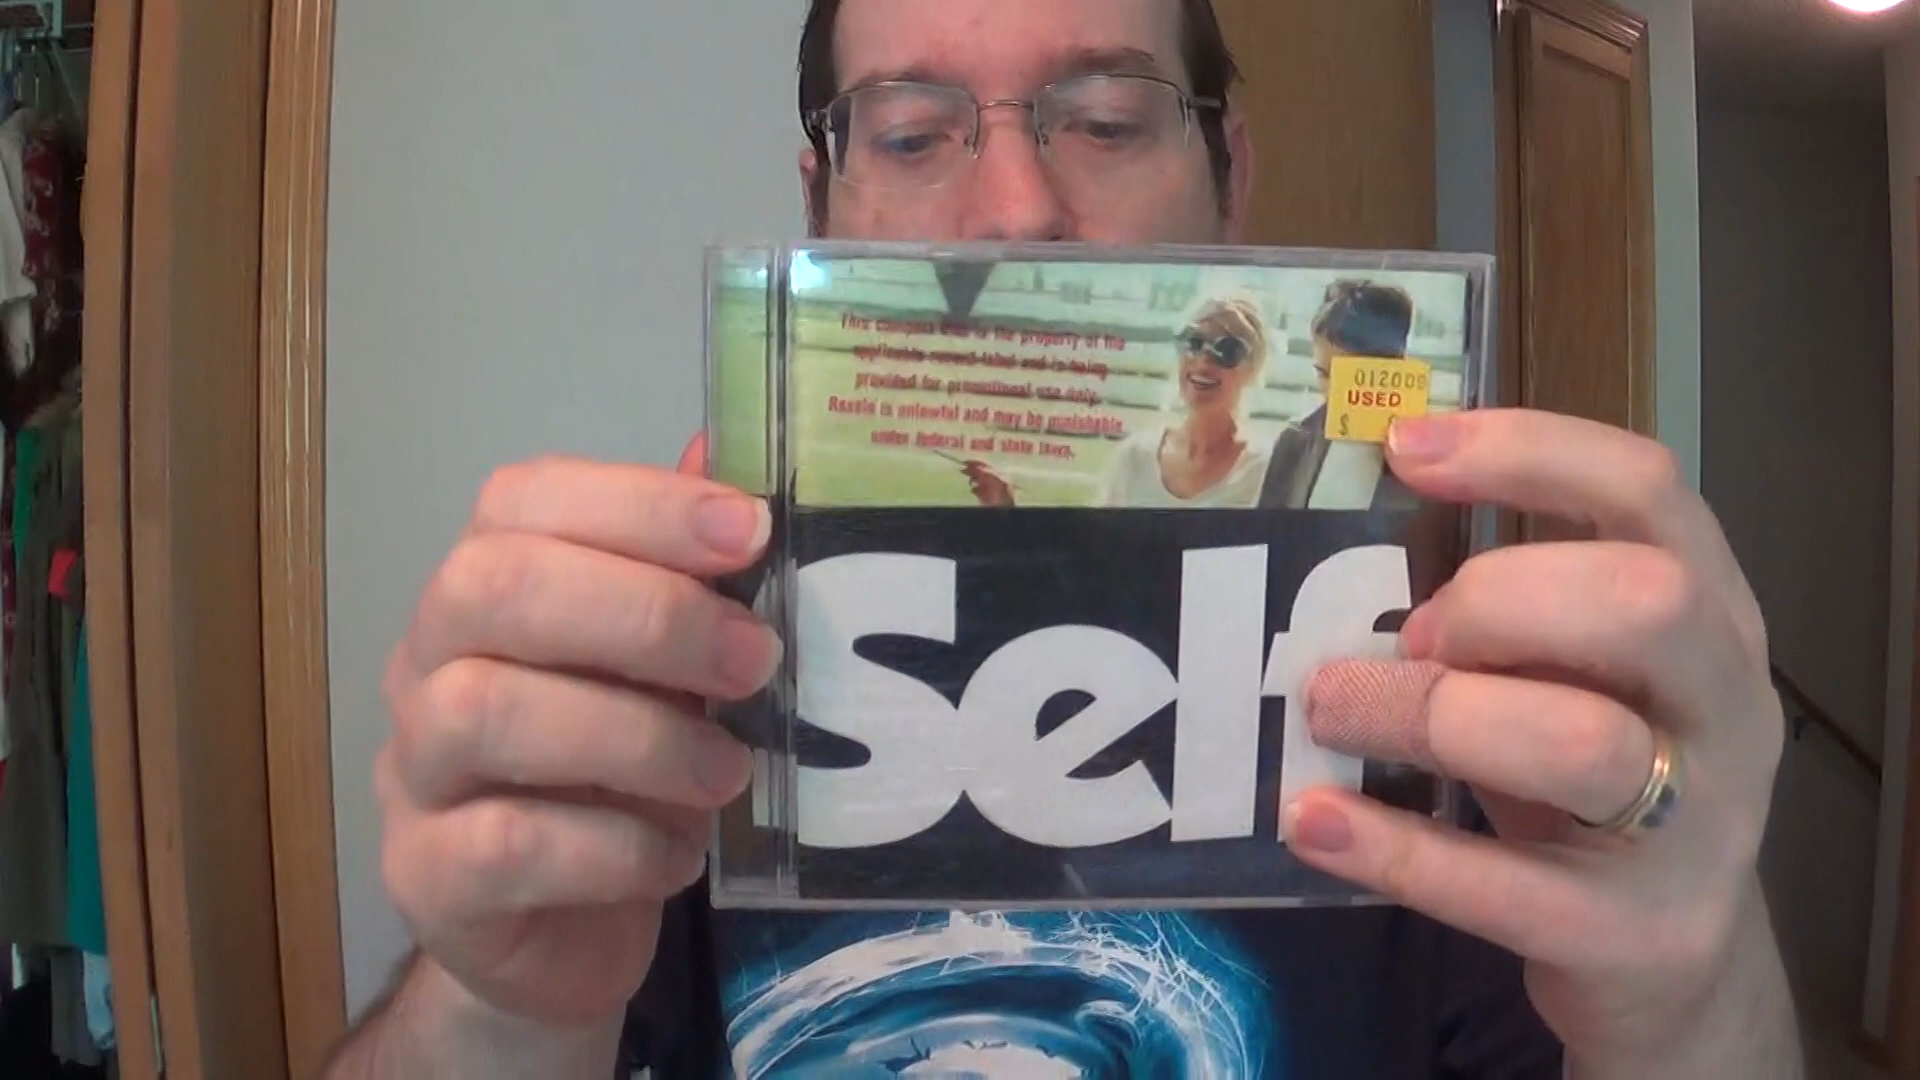 This compact disc is the property of the
applicable record label and is being
provided for promotional use only.
Resale is unlawful and may be punishable
under federal and state laws.
012000
USED
$
Self